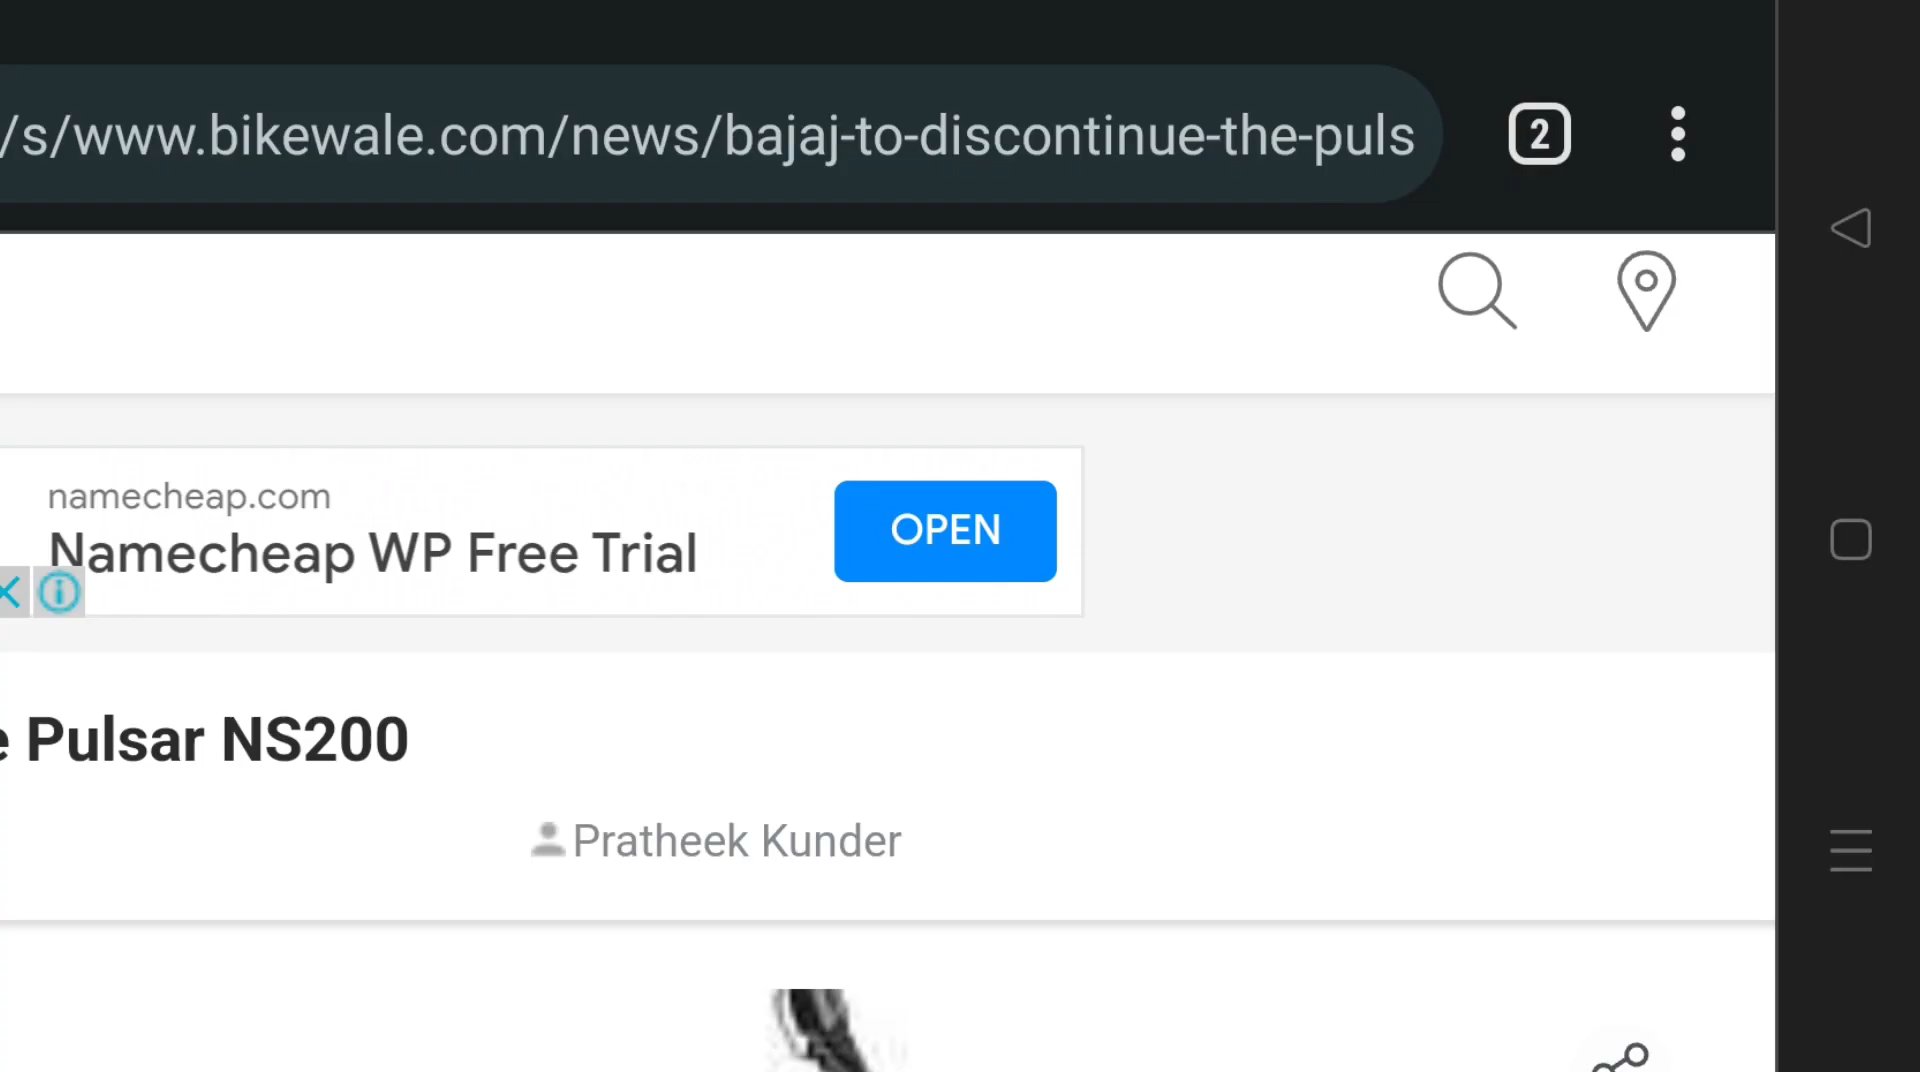 /s/www.bikewale.com/news/bajaj-to-discontinue-the-puls
2
namecheap.com
Namecheap WP Free Trial
OPEN
Pulsar NS200
Pratheek Kunder